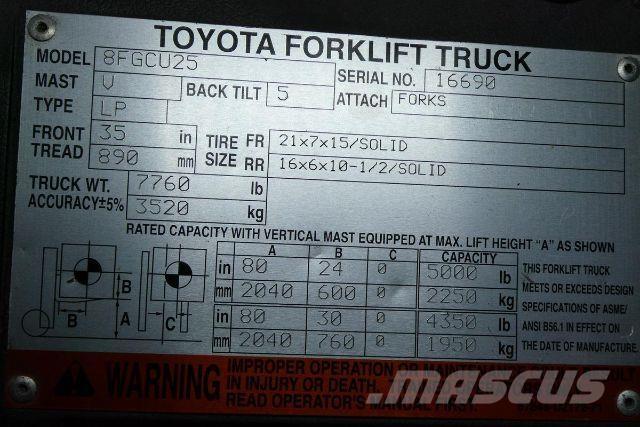 TOYOTA FORKLIFT TRUCK
MODEL 8FGCU25
SERIAL NO. 16690
MAST V BACK TILT 5 ATTACH FORKS
TYPE LP
FRONT TREAD 35 in 890 mm
TIRE SIZE FR 21x7x15/SOLID
RR 16x6x10-1/2/SOLID
TRUCK WT. 7760 lb
ACCURACY±5% 3520 kg
RATED CAPACITY WITH VERTICAL MAST EQUIPPED AT MAX. LIFT HEIGHT "A" AS SHOWN
A B C CAPACITY
in 80 24 0 5000 lb
mm 2040 600 0 2250 kg
in 80 30 0 4350 lb
mm 2040 760 0 1950 kg
B
B A C
THIS FORKLIFT TRUCK
MEETS OR EXCEEDS DESIGN
SPECIFICATIONS OF ASME/
ANSI B56.1 IN EFFECT ON
THE DATE OF MANUFACTURE.
WARNING
IMPROPER OPERATION OR
IN INJURY OR DEATH.
READ OPERATOR'S MANUAL FIRST.
MASCUS